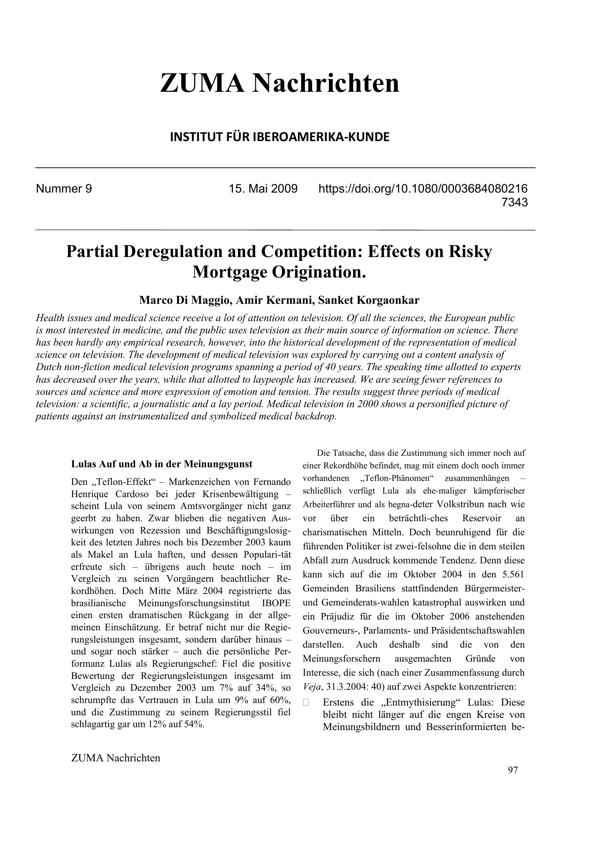 ZUMA Nachrichten
INSTITUT FÜR IBEROAMERIKA-KUNDE
Nummer 9
15. Mai 2009
https://doi.org/10.1080/0003684080216
7343
Partial Deregulation and Competition: Effects on Risky
Mortgage Origination.
Marco Di Maggio, Amir Kermani, Sanket Korgaonkar
Health issues and medical science receive a lot of attention on television. Of all the sciences, the European public
is most interested in medicine, and the public uses television as their main source of information on science. There
has been hardly any empirical research, however, into the historical development of the representation of medical
science on television. The development of medical television was explored by carrying out a content analysis of
Dutch non-fiction medical television programs spanning a period of 40 years. The speaking time allotted to experts
has decreased over the years, while that allotted to laypeople has increased. We are seeing fewer references to
sources and science and more expression of emotion and tension. The results suggest three periods of medical
television: a scientific, a journalistic and a lay period. Medical television in 2000 shows a personified picture of
patients against an instrumentalized and symbolized medical backdrop.
Lulas Auf und Ab in der Meinungsgunst
Den „Teflon-Effekt“ – Markenzeichen von Fernando
Henrique Cardoso bei jeder Krisenbewältigung –
scheint Lula von seinem Amtsvorgänger nicht ganz
geerbt zu haben. Zwar blieben die negativen Aus-
wirkungen von Rezession und Beschäftigungslosig-
keit des letzten Jahres noch bis Dezember 2003 kaum
als Makel an Lula haften, und dessen Populari-tät
erfreute sich – übrigens auch heute noch – im
Vergleich zu seinen Vorgängern beachtlicher Re-
kordhöhen. Doch Mitte März 2004 registrierte das
brasilianische Meinungsforschungsinstitut IBOPE
einen ersten dramatischen Rückgang in der allge-
meinen Einschätzung. Er betraf nicht nur die Regie-
rungsleistungen insgesamt, sondern darüber hinaus –
und sogar noch stärker – auch die persönliche Per-
formanz Lulas als Regierungschef: Fiel die positive
Bewertung der Regierungsleistungen insgesamt im
Vergleich zu Dezember 2003 um 7% auf 34%, so
schrumpfte das Vertrauen in Lula um 9% auf 60%,
und die Zustimmung zu seinem Regierungsstil fiel
schlagartig gar um 12% auf 54%.
Die Tatsache, dass die Zustimmung sich immer noch auf
einer Rekordhöhe befindet, mag mit einem doch noch immer
vorhandenen „Teflon-Phänomen“ zusammenhängen –
schließlich verfügt Lula als ehe-maliger kämpferischer
Arbeiterführer und als begna-deter Volkstribun nach wie
vor über ein beträchtli-ches Reservoir an
charismatischen Mitteln. Doch beunruhigend für die
führenden Politiker ist zwei-felsohne die in dem steilen
Abfall zum Ausdruck kommende Tendenz. Denn diese
kann sich auf die im Oktober 2004 in den 5.561
Gemeinden Brasiliens stattfindenden Bürgermeister-
und Gemeinderats-wahlen katastrophal auswirken und
ein Präjudiz für die im Oktober 2006 anstehenden
Gouverneurs-, Parlaments- und Präsidentschaftswahlen
darstellen. Auch deshalb sind die von den
Meinungsforschern ausgemachten Gründe von
Interesse, die sich (nach einer Zusammenfassung durch
Veja, 31.3.2004: 40) auf zwei Aspekte konzentrieren:
Erstens die „Entmythisierung“ Lulas: Diese
bleibt nicht länger auf die engen Kreise von
Meinungsbildnern und Besserinformierten be-
ZUMA Nachrichten
97